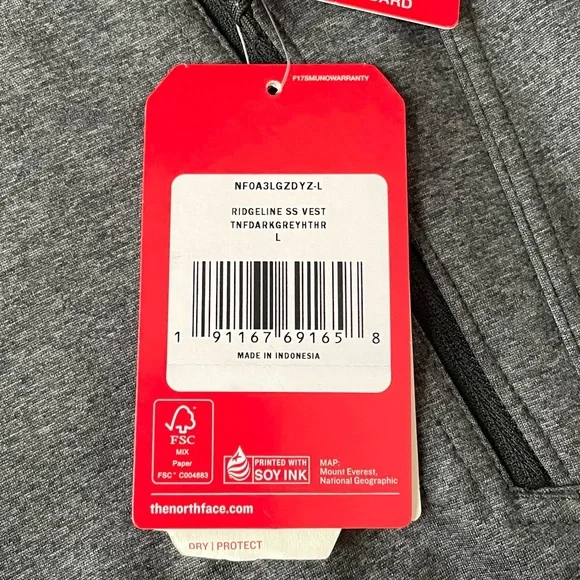 F17SMUNOWARRANTY
NF0A3LGZDYZ-L
RIDGELINE SS VEST
TNFDARKGREYHTHR
L
1 91167 69165 8
MADE IN INDONESIA
FSC
MIX
Paper
FSC™ C004883
PRINTED WITH
SOY INK
MAP:
Mount Everest,
National Geographic
thenorthface.com
DRY | PROTECT